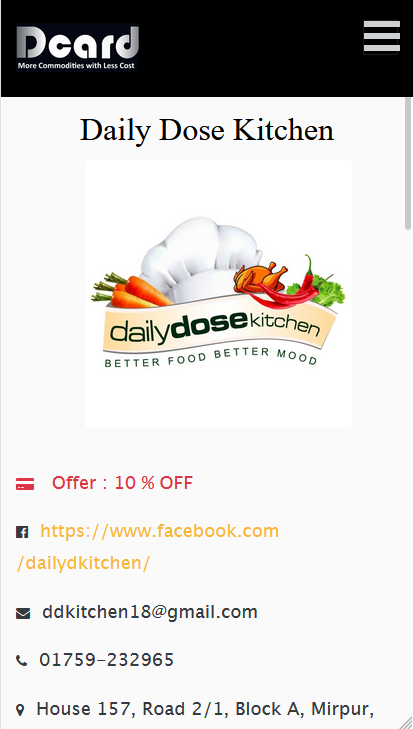 Dcard
More Commodities with Less Cost
Daily Dose Kitchen
dailydosekitchen
BETTER FOOD BETTER MOOD
Offer : 10 % OFF
https://www.facebook.com
/dailydkitchen/
ddkitchen18@gmail.com
01759-232965
House 157, Road 2/1, Block A, Mirpur,